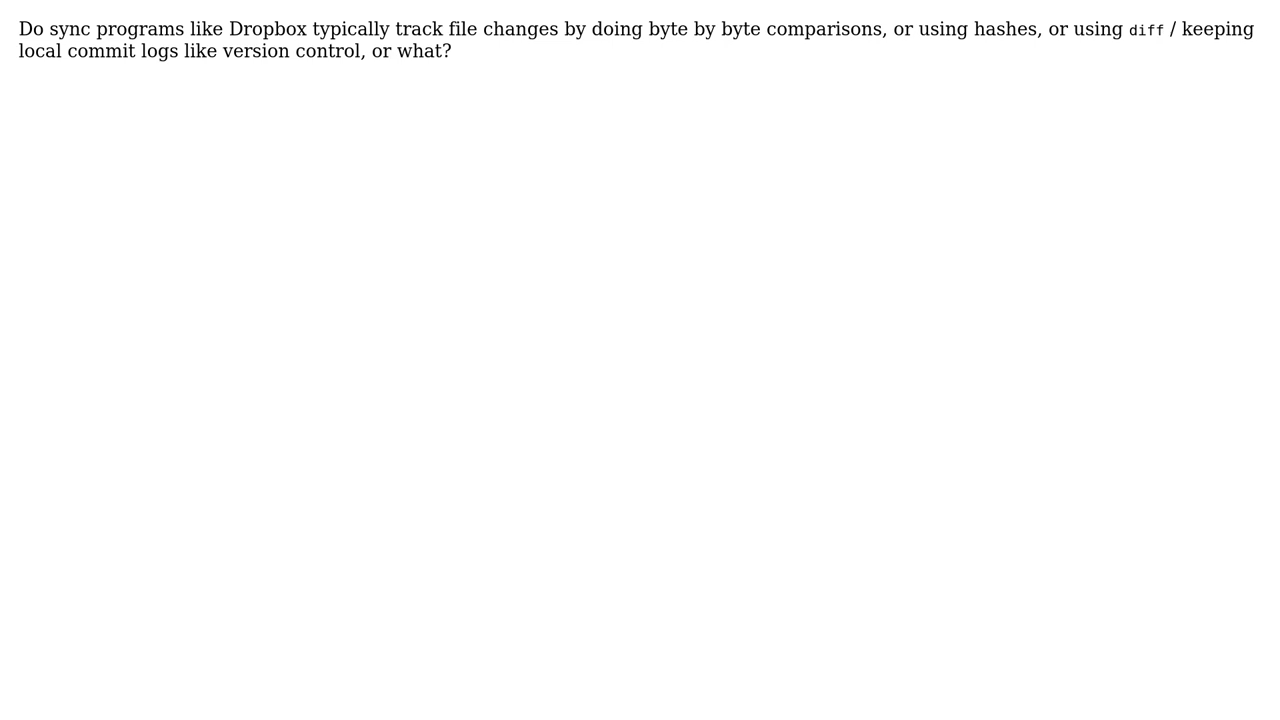 Do sync programs like Dropbox typically track file changes by doing byte by byte comparisons, or using hashes, or using diff / keeping
local commit logs like version control, or what?